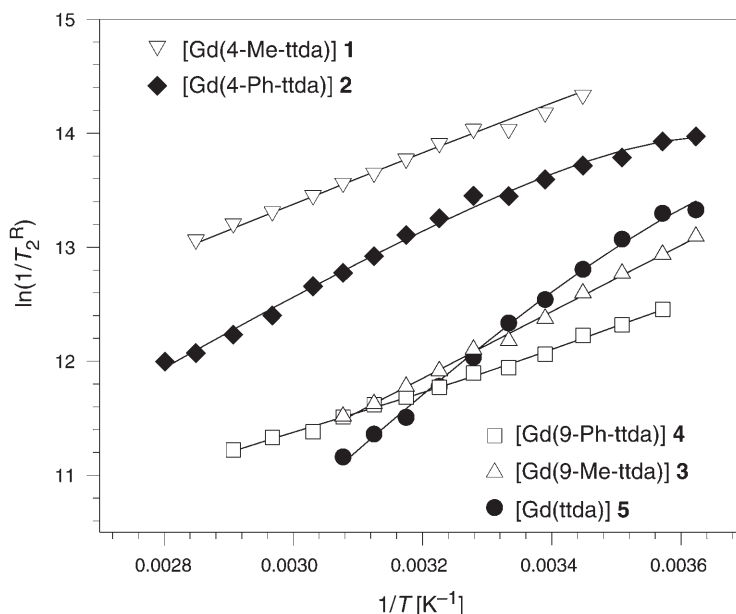 15
14
13
12
11
ln(1/T₂ᴿ)
▽ [Gd(4-Me-ttda)] 1
◆ [Gd(4-Ph-ttda)] 2
□ [Gd(9-Ph-ttda)] 4
△ [Gd(9-Me-ttda)] 3
● [Gd(ttda)] 5
0.0028 0.0030 0.0032 0.0034 0.0036
1/T [K⁻¹]